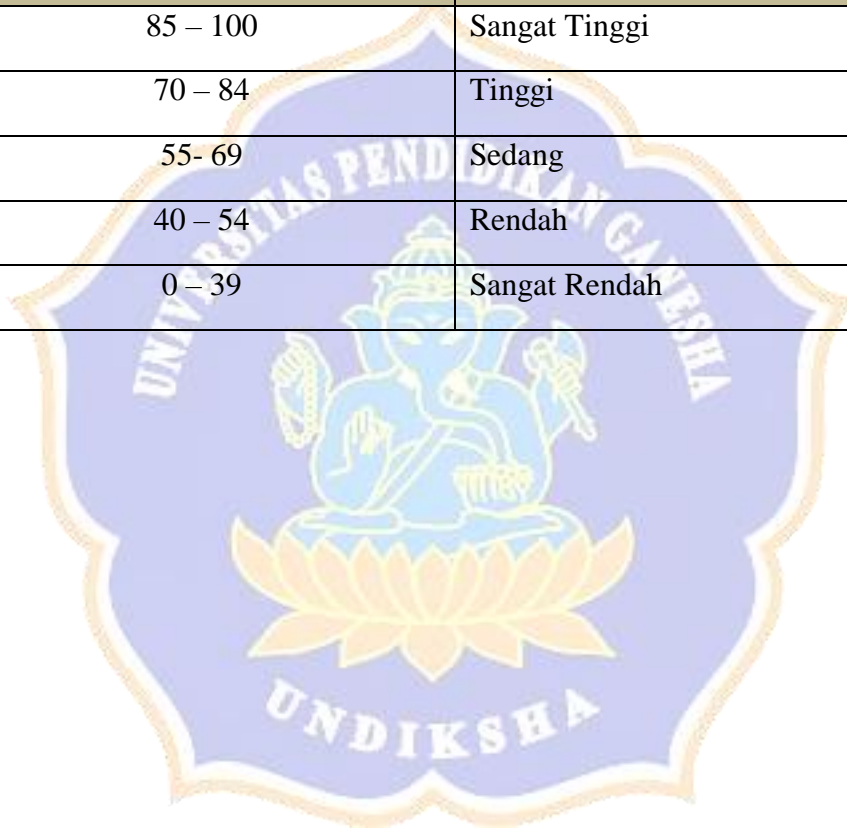 85 – 100 Sangat Tinggi
70 – 84 Tinggi
55- 69 Sedang
40 – 54 Rendah
0 – 39 Sangat Rendah
UNIVERSITAS PENDIDIKAN GANESHA
UNDIKSHA